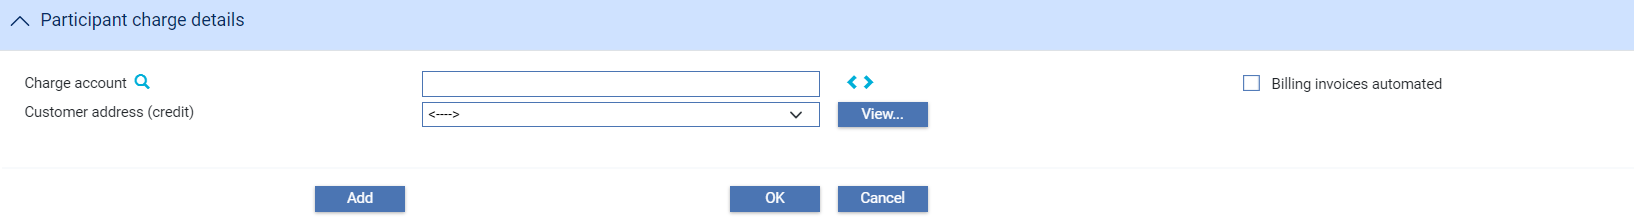 Participant charge details
Charge account
Billing invoices automated
Customer address (credit)
<---->
View...
Add
OK
Cancel